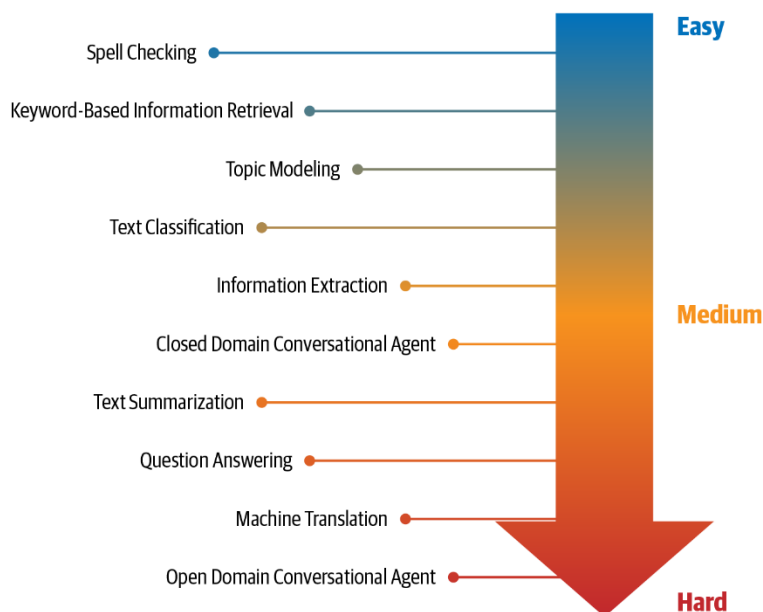 Easy
Spell Checking
Keyword-Based Information Retrieval
Topic Modeling
Text Classification
Information Extraction
Medium
Closed Domain Conversational Agent
Text Summarization
Question Answering
Machine Translation
Open Domain Conversational Agent
Hard